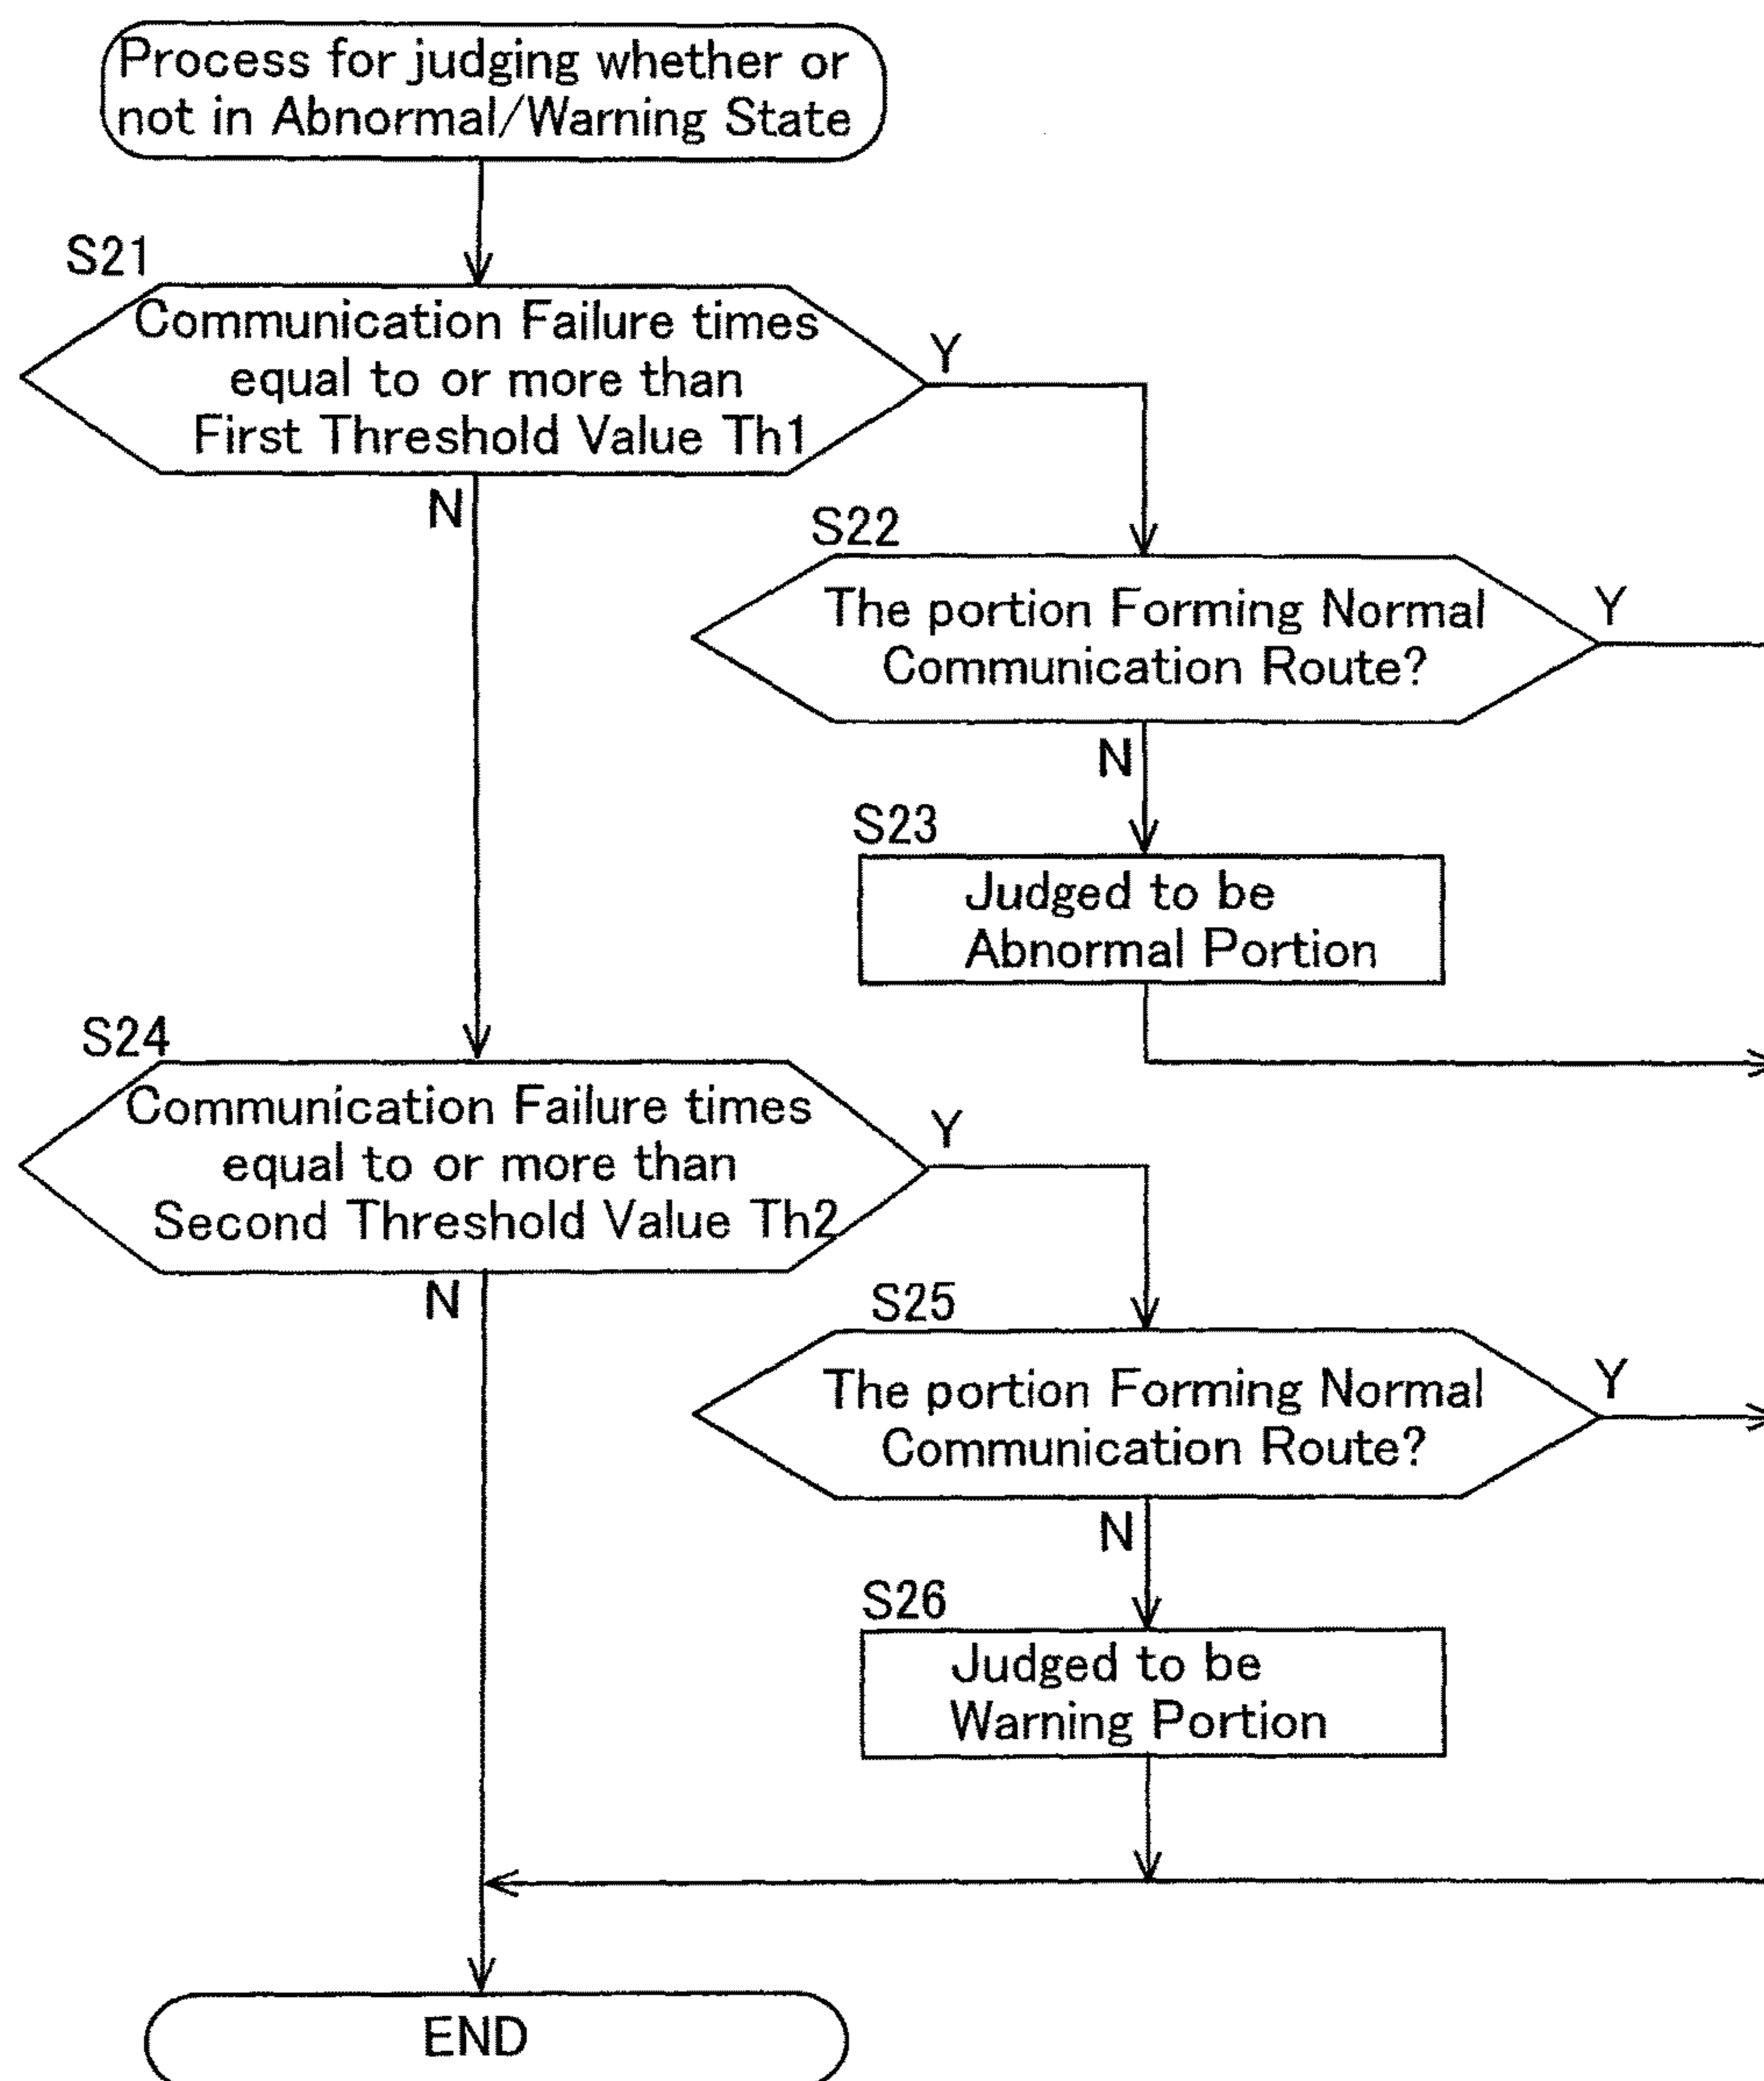 Process for judging whether or
not in Abnormal/Warning State
S21
Communication Failure times
equal to or more than
First Threshold Value Th1
Y
N
S22
The portion Forming Normal
Communication Route?
Y
N
S23
Judged to be
Abnormal Portion
S24
Communication Failure times
equal to or more than
Second Threshold Value Th2
Y
N
S25
The portion Forming Normal
Communication Route?
Y
N
S26
Judged to be
Warning Portion
END